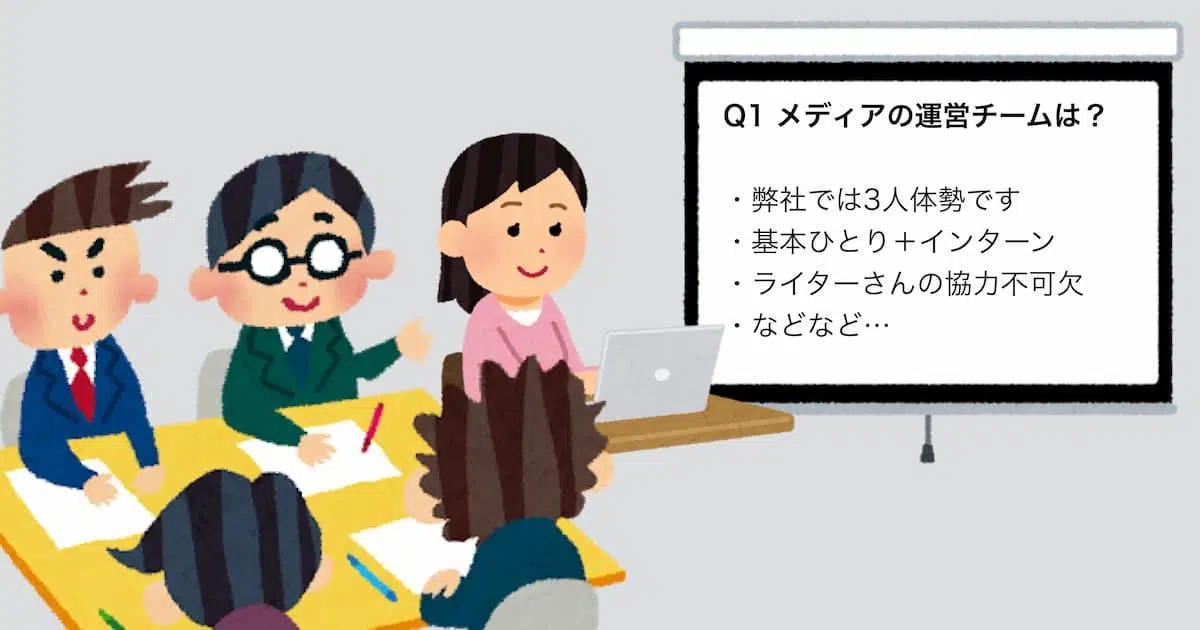 Q1 メディアの運営チームは?
・弊社では3人体勢です
・基本ひとり+インターン
・ライターさんの協力不可欠
・などなど…